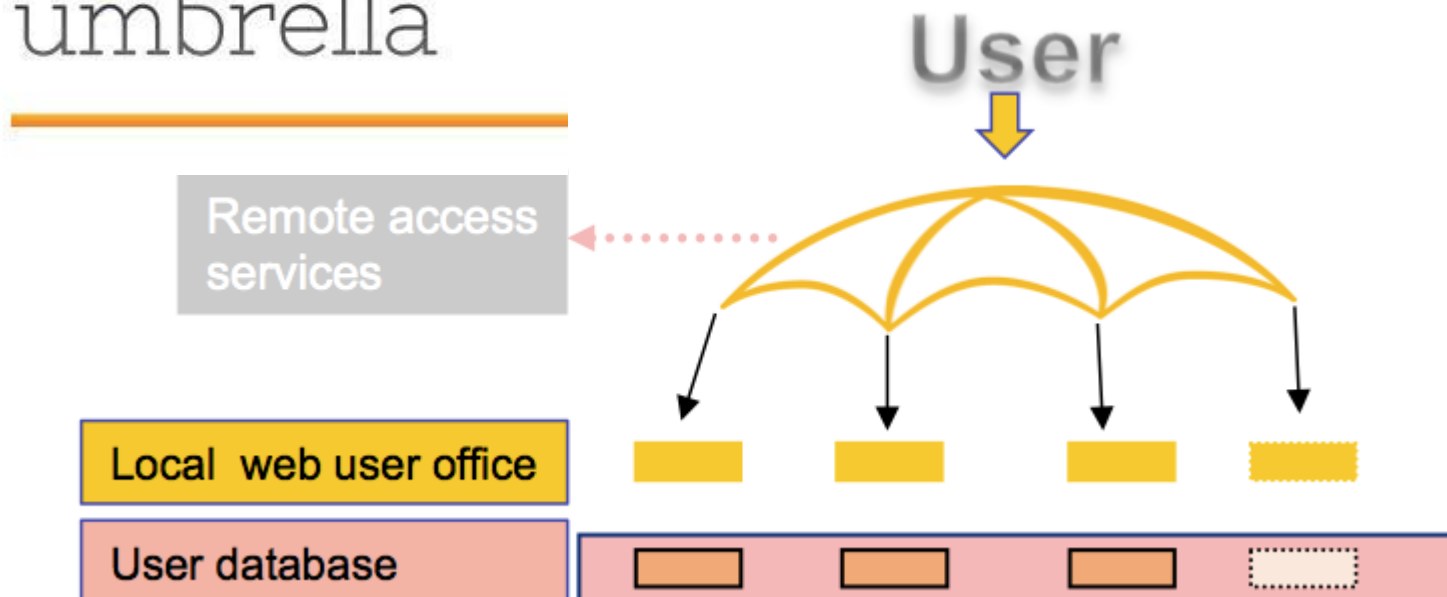 umbrella
User
Remote access
services
Local web user office
User database